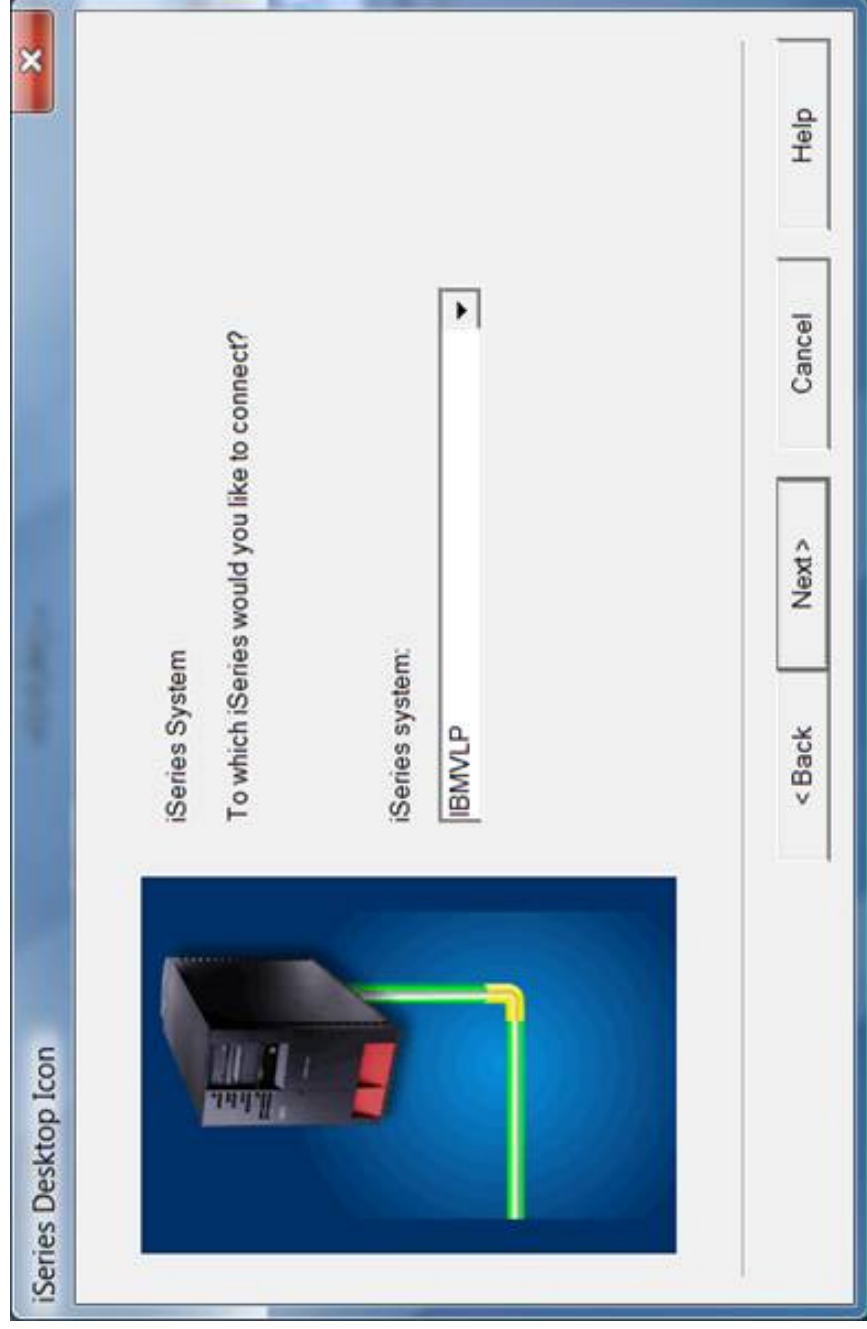 iSeries Desktop Icon
iSeries System
To which iSeries would you like to connect?
iSeries system:
IBMVLP
< Back
Next >
Cancel
Help